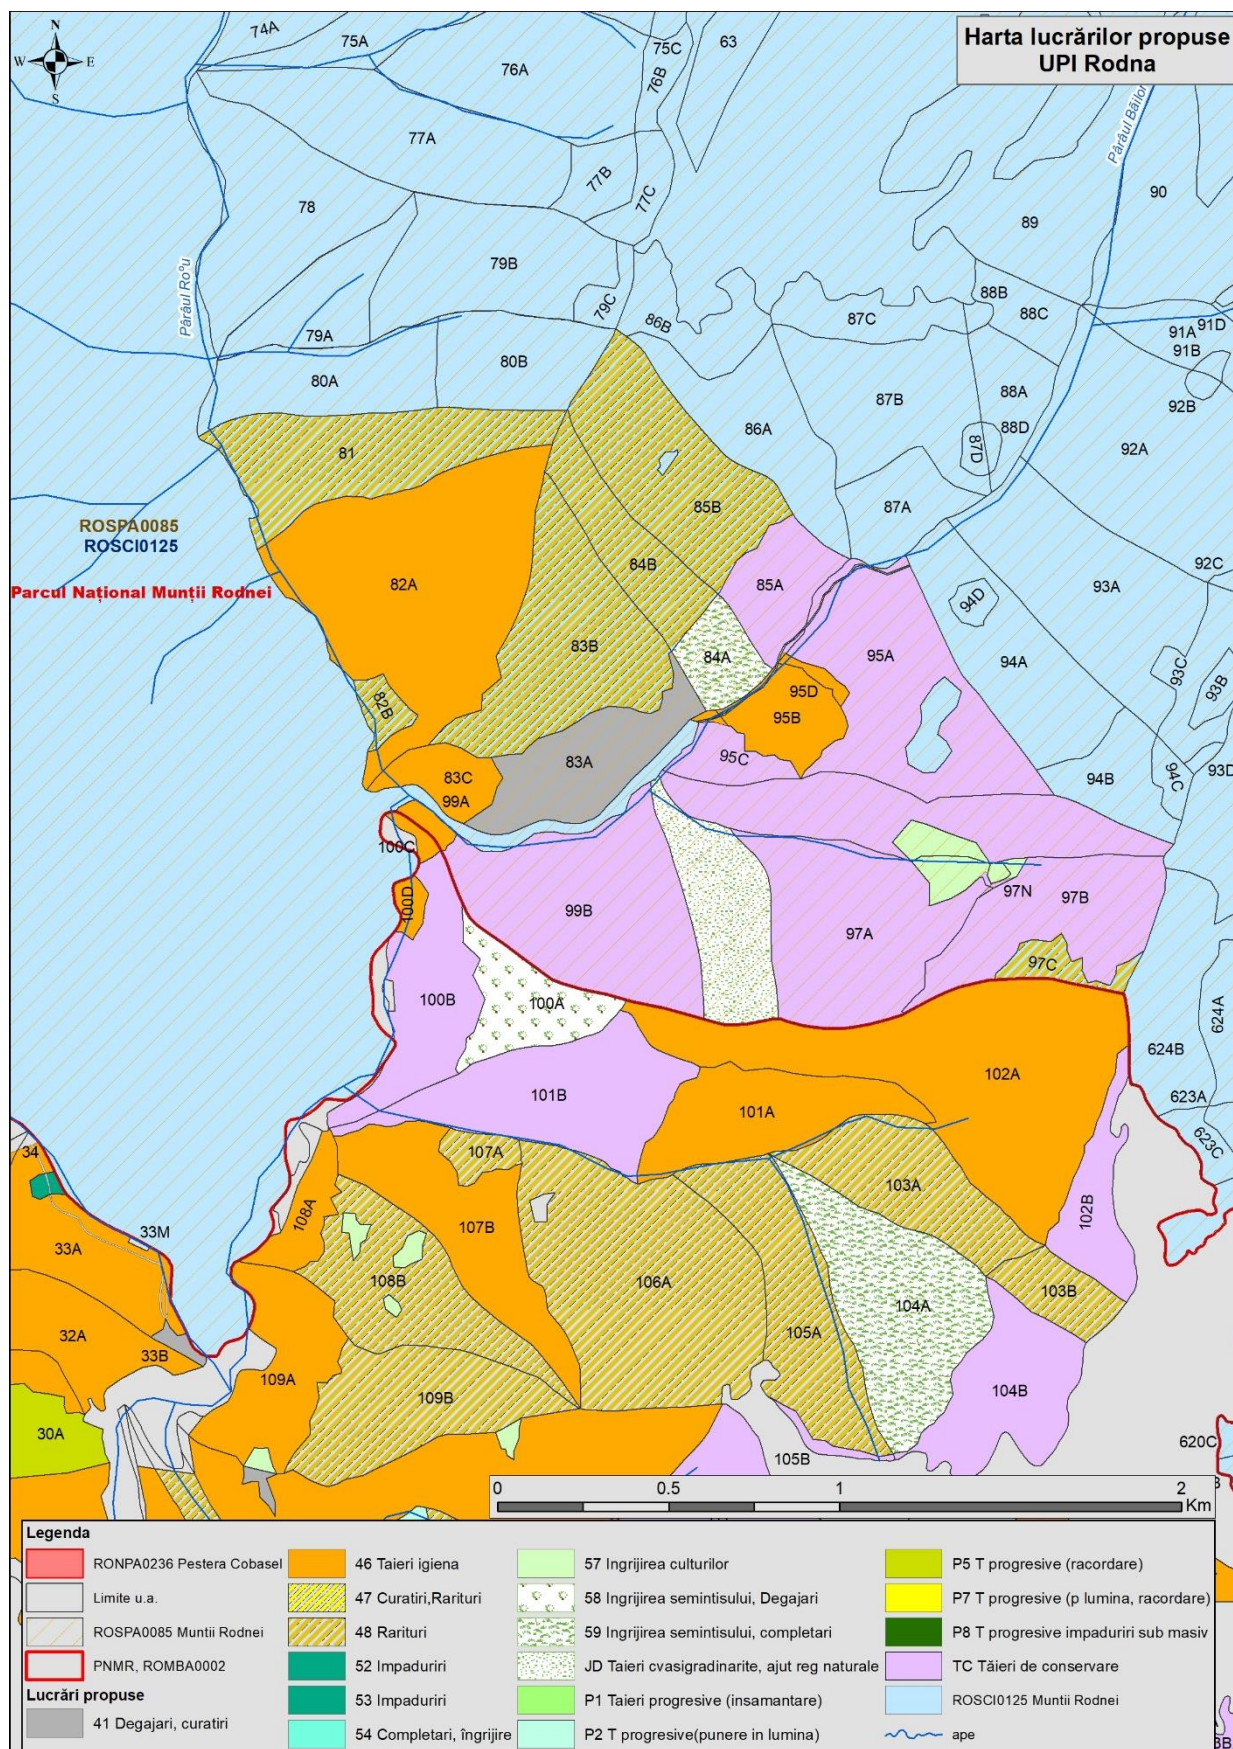 Harta lucrărilor propuse
UPI Rodna
N
W
E
S
74A
75A
75C
63
76A
76B
77A
77B
77C
78
79B
79C
79A
80A
80B
Pârâul Roºu
Pârâul Băilor
90
89
88B
88C
87C
86B
91A
91D
91B
92B
88A
88D
87B
87D
86A
92A
87A
81
85B
84B
92C
93A
94D
94A
93C
93B
93D
94C
94B
ROSPA0085
ROSCI0125
Parcul Național Munții Rodnei
82A
82B
83B
84A
85A
95A
95D
95B
95C
83A
83C
99A
100C
100D
99B
97A
97N
97B
97C
100B
100A
624A
624B
623A
623C
102A
101B
101A
102B
107A
103A
103B
34
33M
33A
108A
107B
108B
106A
104A
105A
32A
33B
109A
109B
104B
30A
105B
620C
0
0.5
1
2
Km
Legenda
RONPA0236 Pestera Cobasel
Limite u.a.
ROSPA0085 Muntii Rodnei
PNMR, ROMBA0002
Lucrări propuse
41 Degajari, curatiri
46 Taieri igiena
47 Curatiri,Rarituri
48 Rarituri
52 Impaduriri
53 Impaduriri
54 Completari, îngrijire
57 Ingrijirea culturilor
58 Ingrijirea semintisului, Degajari
59 Ingrijirea semintisului, completari
JD Taieri cvasigradinarite, ajut reg naturale
P1 Taieri progresive (insamantare)
P2 T progresive(punere in lumina)
P5 T progresive (racordare)
P7 T progresive (p lumina, racordare)
P8 T progresive impaduriri sub masiv
TC Tăieri de conservare
ROSCI0125 Muntii Rodnei
ape